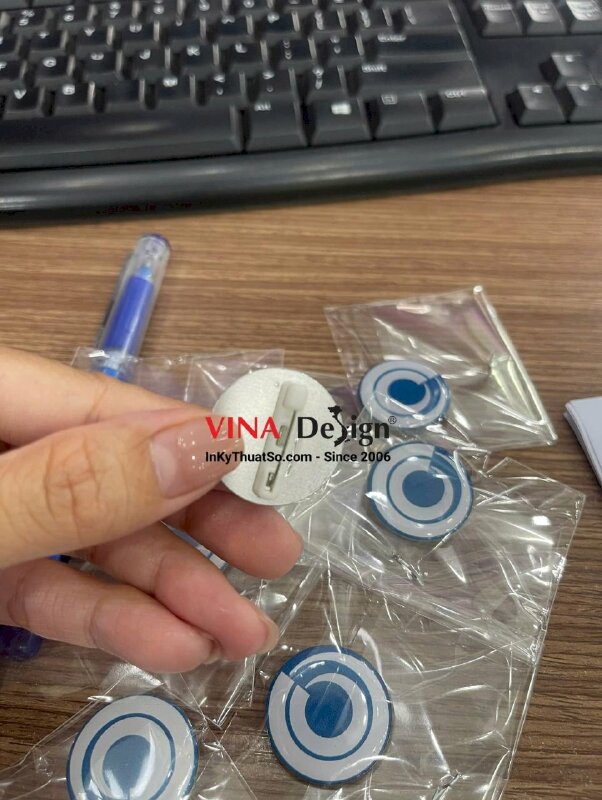 VINA Design®
InKyThuatSo.com - Since 2006